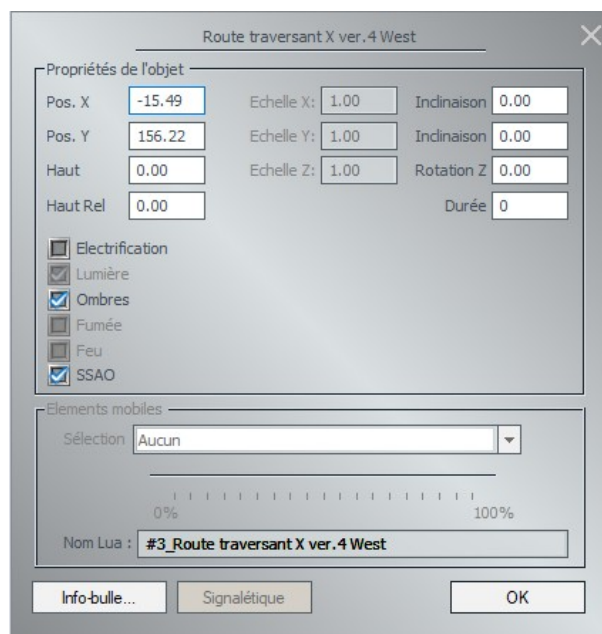 Route traversant X ver.4 West
Propriétés de l'objet
Pos. X -15.49 Echelle X: 1.00 Inclinaison 0.00
Pos. Y 156.22 Echelle Y: 1.00 Inclinaison 0.00
Haut 0.00 Echelle Z: 1.00 Rotation Z 0.00
Haut Rel 0.00 Durée 0
Electrification
Lumière
Ombres
Fumée
Feu
SSAO
Elements mobiles
Sélection Aucun
0% 100%
Nom Lua : #3_Route traversant X ver.4 West
Info-bulle... Signalétique OK